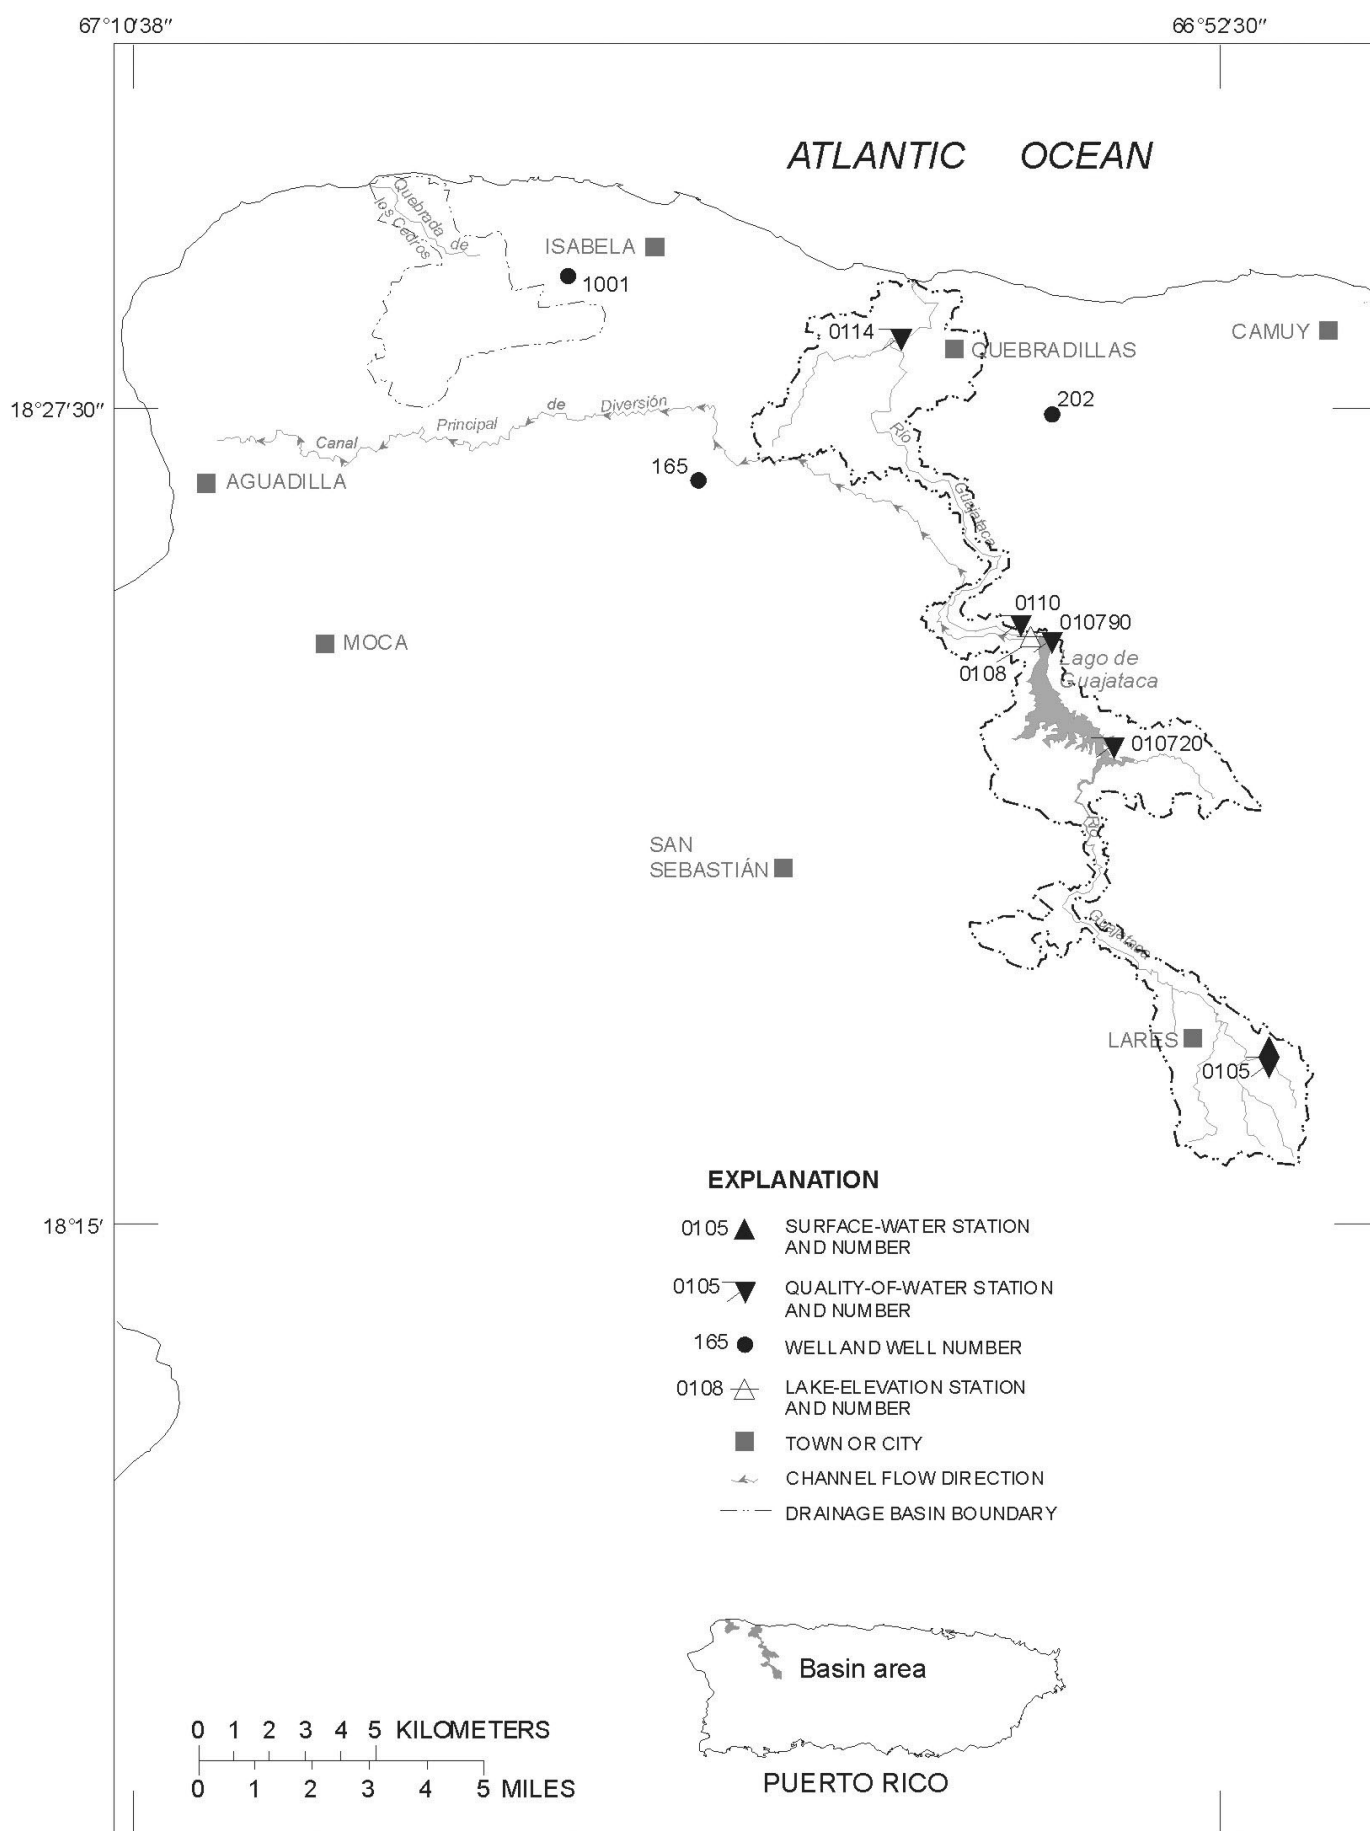 67°10'38"
66°52'30"
ATLANTIC OCEAN
Quebrada de
los Cedros
ISABELA
1001
0114
QUEBRADILLAS
CAMUY
18°27'30"
202
Canal Principal de Diversión
Río
Guajataca
165
AGUADILLA
0110
010790
MOCA
0108
Lago de
Guajataca
010720
Río
SAN
SEBASTIÁN
Guajataca
LARES
0105
EXPLANATION
18°15'
0105 SURFACE-WATER STATION
AND NUMBER
0105 QUALITY-OF-WATER STATION
AND NUMBER
165 WELL AND WELL NUMBER
0108 LAKE-ELEVATION STATION
AND NUMBER
TOWN OR CITY
CHANNEL FLOW DIRECTION
DRAINAGE BASIN BOUNDARY
Basin area
0 1 2 3 4 5 KILOMETERS
0 1 2 3 4 5 MILES
PUERTO RICO